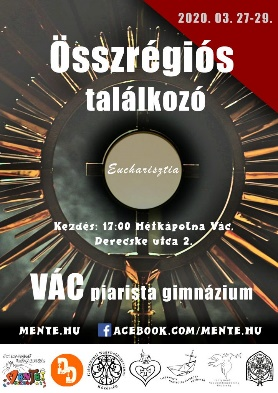 2020. 03. 27-29.
Összrégiós
találkozó
Eucharisztia
Kezdés: 17:00 Hétkápolna Vác,
Derecske utca 2.
VÁC piarista gimnázium
MENTE.HU FACEBOOK.COM/MENTE.HU